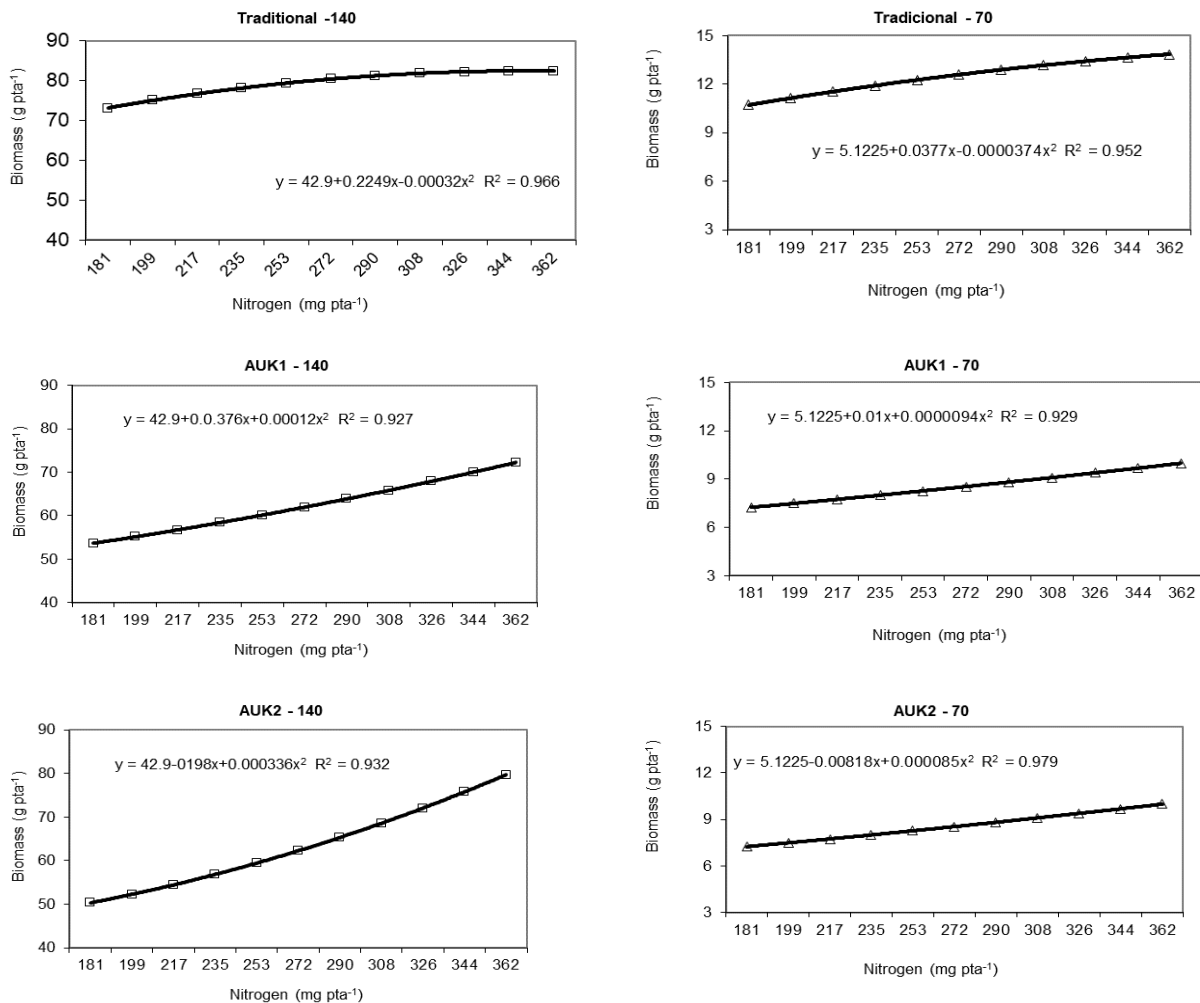 Traditional -140
90
80
70
60
50
40
Biomass (g pta-1)
y = 42.9+0.2249x-0.00032x² R² = 0.966
181 199 217 235 253 272 290 308 326 344 362
Nitrogen (mg pta-1)
Tradicional - 70
15
12
9
6
3
Biomass (g pta-1)
y = 5.1225+0.0377x-0.0000374x² R² = 0.952
181 199 217 235 253 272 290 308 326 344 362
Nitrogen (mg pta-1)
AUK1 - 140
90
80
70
60
50
40
Biomass (g pta-1)
y = 42.9+0.0.376x+0.00012x² R² = 0.927
181 199 217 235 253 272 290 308 326 344 362
Nitrogen (mg pta-1)
AUK1 - 70
15
12
9
6
3
Biomass (g pta-1)
y = 5.1225+0.01x+0.0000094x² R² = 0.929
181 199 217 235 253 272 290 308 326 344 362
Nitrogen (mg pta-1)
AUK2 - 140
90
80
70
60
50
40
Biomass (g pta-1)
y = 42.9-0198x+0.000336x² R² = 0.932
181 199 217 235 253 272 290 308 326 344 362
Nitrogen (mg pta-1)
AUK2 - 70
15
12
9
6
3
Biomass (g pta-1)
y = 5.1225-0.00818x+0.000085x² R² = 0.979
181 199 217 235 253 272 290 308 326 344 362
Nitrogen (mg pta-1)